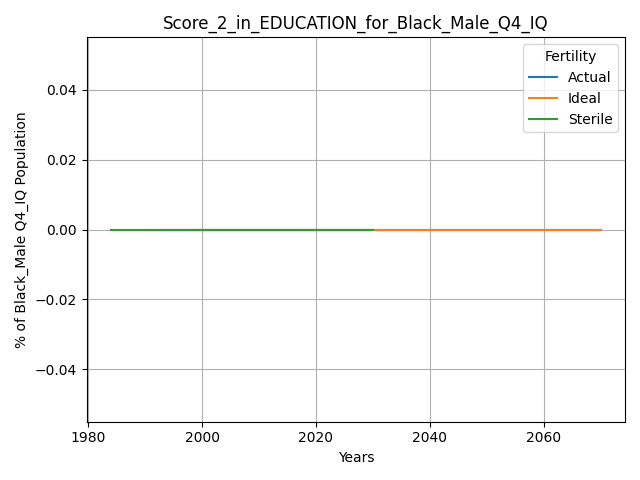 Score_2_in_EDUCATION_for_Black_Male_Q4_IQ
Fertility
Actual
Ideal
Sterile
0.04
0.02
0.00
−0.02
−0.04
% of Black_Male Q4_IQ Population
1980 2000 2020 2040 2060
Years